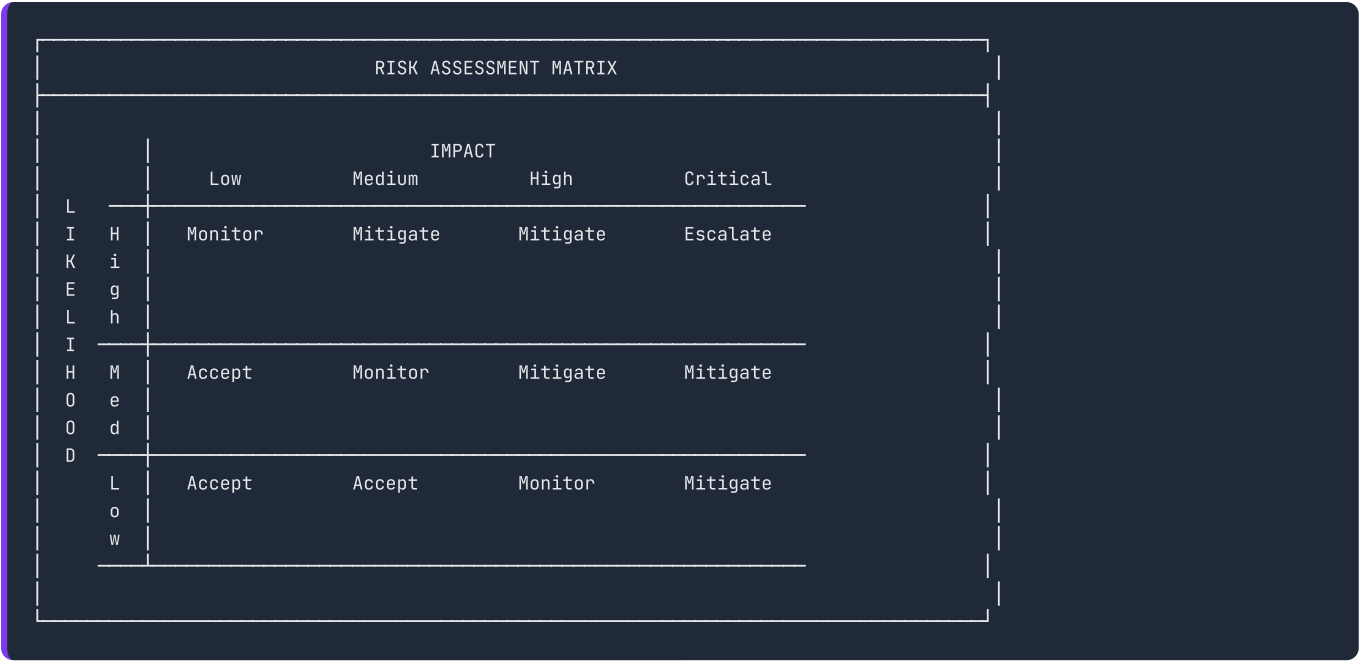 RISK ASSESSMENT MATRIX
IMPACT
Low Medium High Critical
L
I H Monitor Mitigate Mitigate Escalate
K i
E g
L h
I
H M Accept Monitor Mitigate Mitigate
O e
O d
D
L Accept Accept Monitor Mitigate
o
w